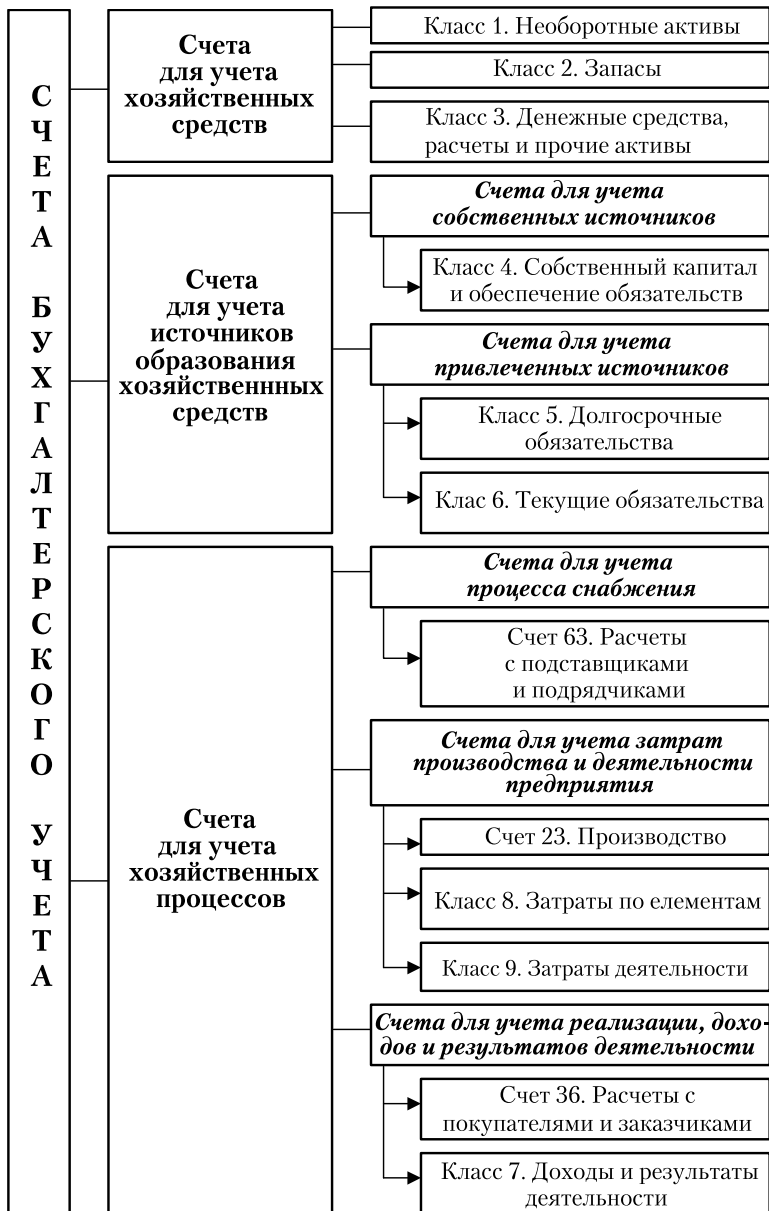 СЧЕТА БУХГАЛТЕРСКОГО УЧЕТА
Счета
для учета
хозяйственных
средств
Класс 1. Необоротные активы
Класс 2. Запасы
Класс 3. Денежные средства,
расчеты и прочие активы
Счета
для учета
источников
образования
хозяйственнных
средств
Счета для учета
собственных источников
Класс 4. Собственный капитал
и обеспечение обязательств
Счета для учета
привлеченных источников
Класс 5. Долгосрочные
обязательства
Клас 6. Текущие обязательства
Счета
для учета
хозяйственных
процессов
Счета для учета
процесса снабжения
Счет 63. Расчеты
с подставщиками
и подрядчиками
Счета для учета затрат
производства и деятельности
предприятия
Счет 23. Производство
Класс 8. Затраты по елементам
Класс 9. Затраты деятельности
Счета для учета реализации, дохо-
дов и результатов деятельности
Счет 36. Расчеты с
покупателями и заказчиками
Класс 7. Доходы и результаты
деятельности